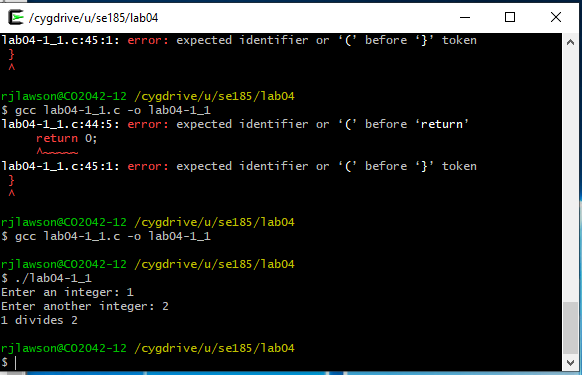 /cygdrive/u/se185/lab04
lab04-1_1.c:45:1: error: expected identifier or ‘(’ before ‘}’ token
 }
 ^
rjlawson@CO2042-12 /cygdrive/u/se185/lab04
$ gcc lab04-1_1.c -o lab04-1_1
lab04-1_1.c:44:5: error: expected identifier or ‘(’ before ‘return’
     return 0;
     ^~~~~~
lab04-1_1.c:45:1: error: expected identifier or ‘(’ before ‘}’ token
 }
 ^
rjlawson@CO2042-12 /cygdrive/u/se185/lab04
$ gcc lab04-1_1.c -o lab04-1_1
rjlawson@CO2042-12 /cygdrive/u/se185/lab04
$ ./lab04-1_1
Enter an integer: 1
Enter another integer: 2
1 divides 2
rjlawson@CO2042-12 /cygdrive/u/se185/lab04
$